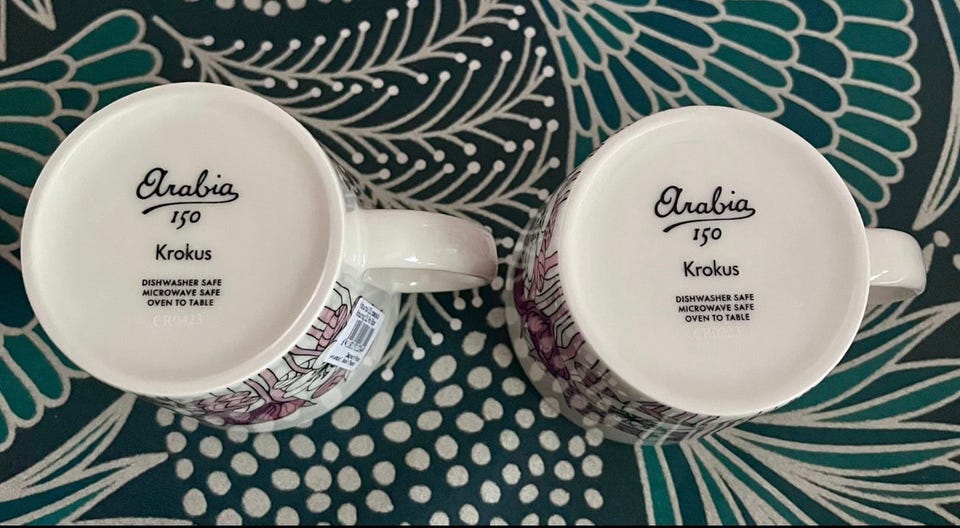 Arabia
150
Krokus
DISHWASHER SAFE
MICROWAVE SAFE
OVEN TO TABLE
Arabia
150
Krokus
DISHWASHER SAFE
MICROWAVE SAFE
OVEN TO TABLE